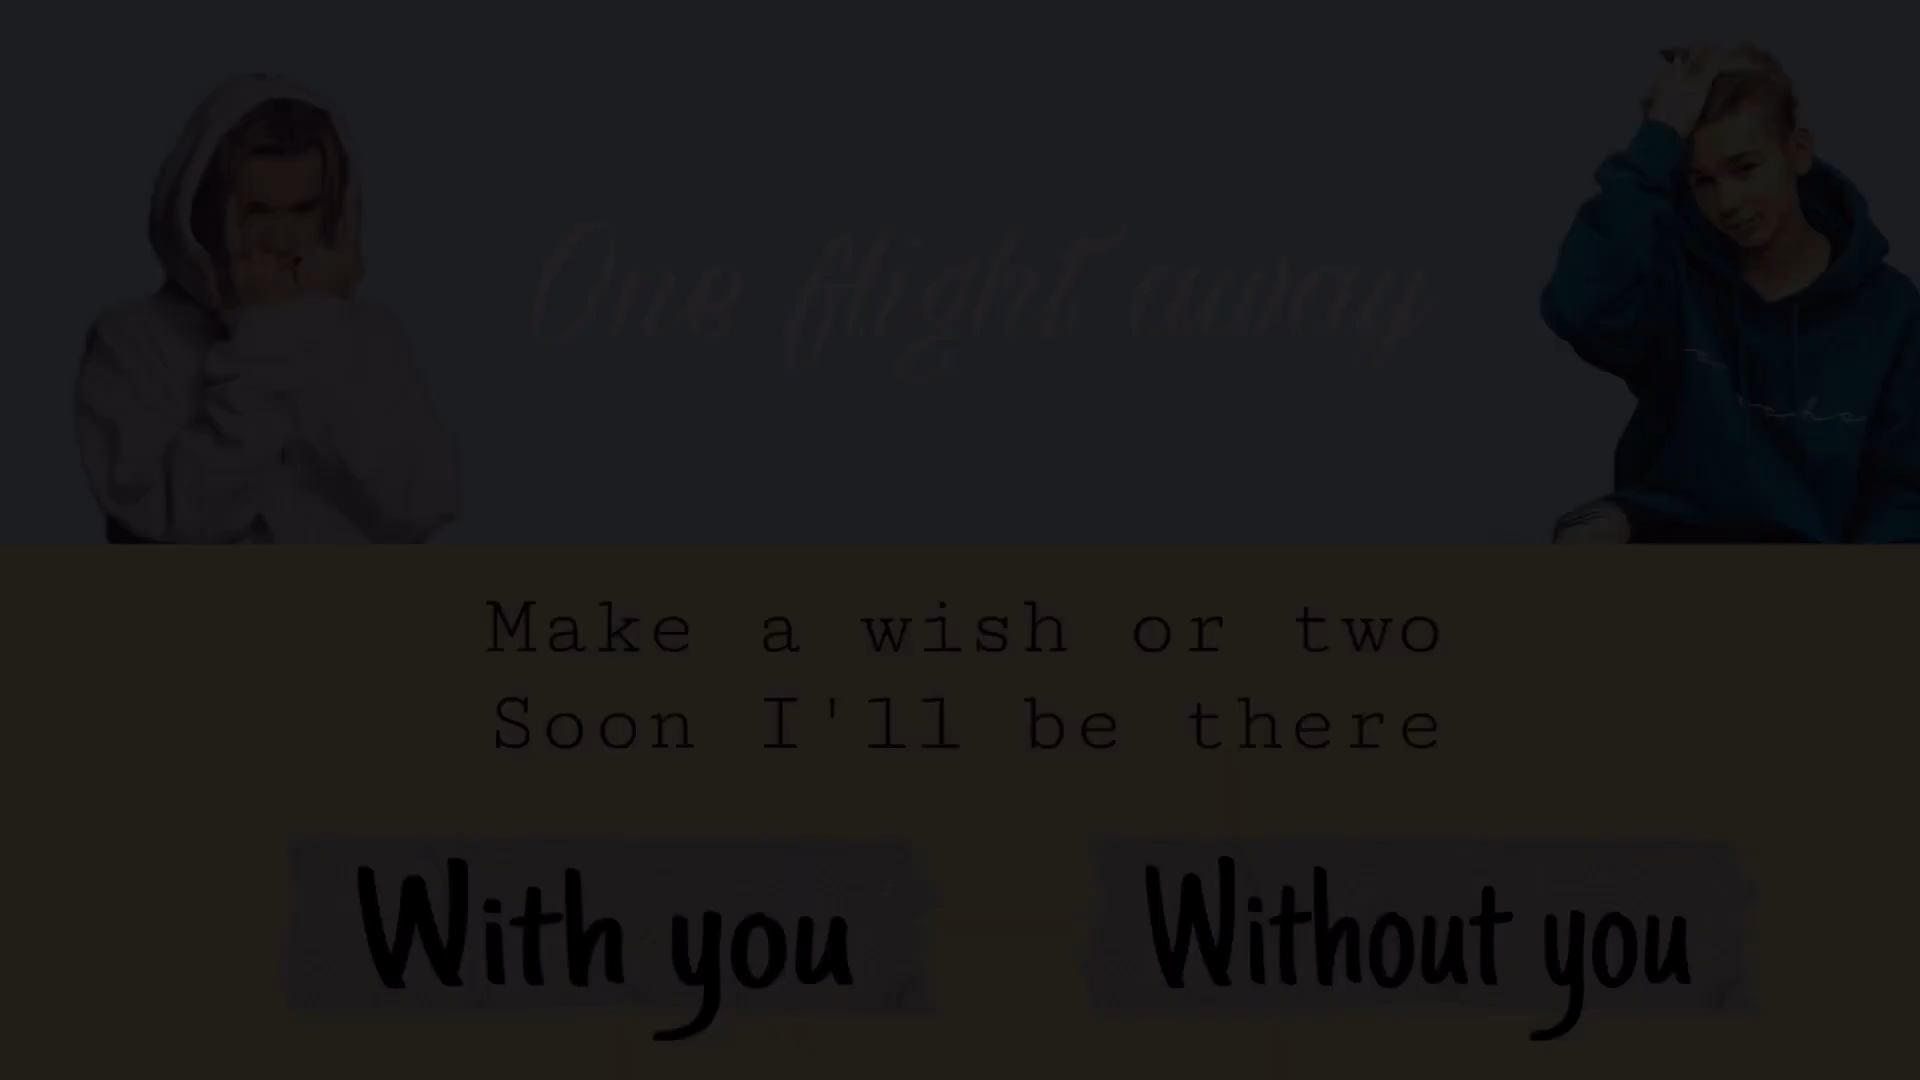 One flight away
Make a wish or two
Soon I'll be there
With you
Without you